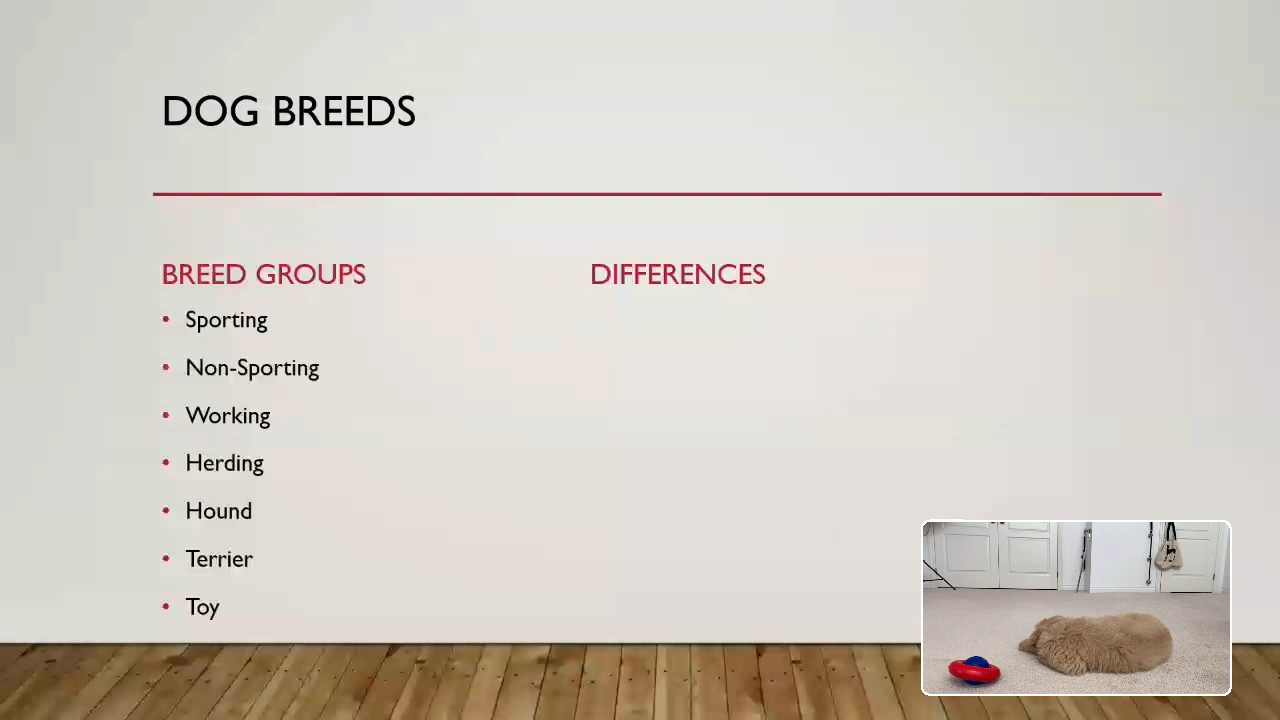 DOG BREEDS
BREED GROUPS
Sporting
Non-Sporting
Working
Herding
Hound
Terrier
Toy
DIFFERENCES